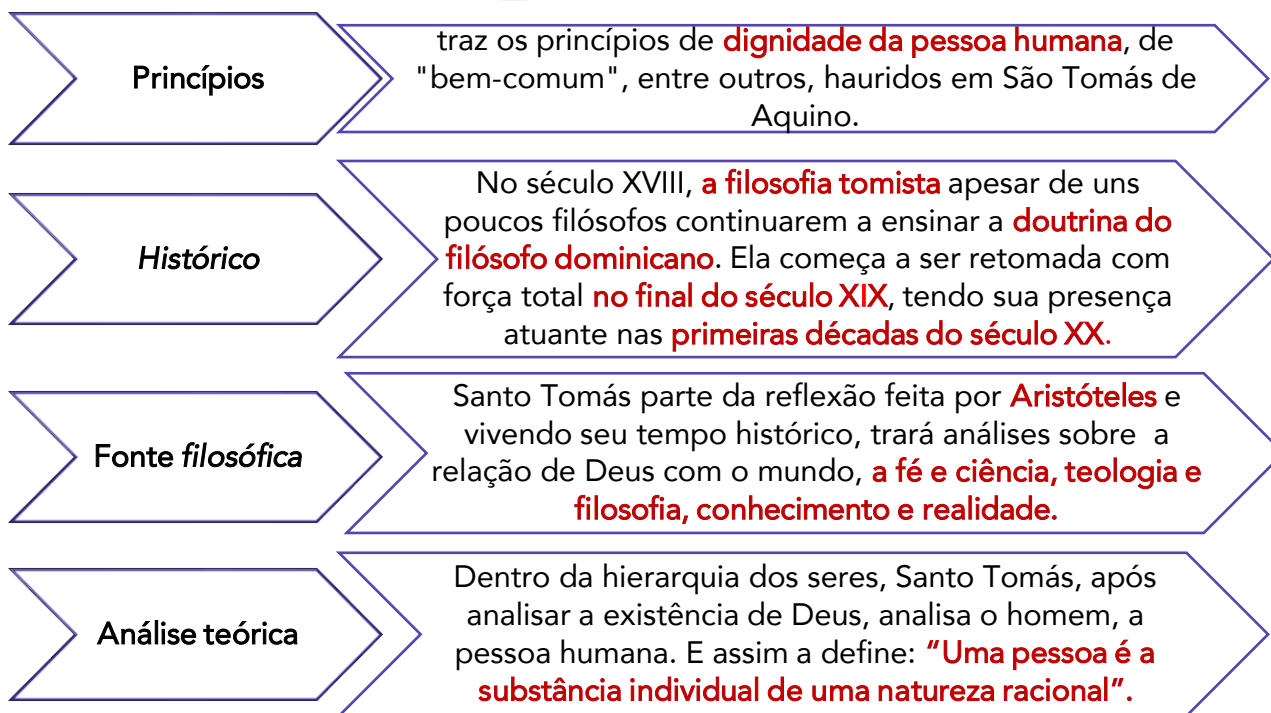 Princípios
traz os princípios de dignidade da pessoa humana, de
"bem-comum", entre outros, hauridos em São Tomás de
Aquino.
Histórico
No século XVIII, a filosofia tomista apesar de uns
poucos filósofos continuarem a ensinar a doutrina do
filósofo dominicano. Ela começa a ser retomada com
força total no final do século XIX, tendo sua presença
atuante nas primeiras décadas do século XX.
Fonte filosófica
Santo Tomás parte da reflexão feita por Aristóteles e
vivendo seu tempo histórico, trará análises sobre a
relação de Deus com o mundo, a fé e ciência, teologia e
filosofia, conhecimento e realidade.
Análise teórica
Dentro da hierarquia dos seres, Santo Tomás, após
analisar a existência de Deus, analisa o homem, a
pessoa humana. E assim a define: “Uma pessoa é a
substância individual de uma natureza racional”.